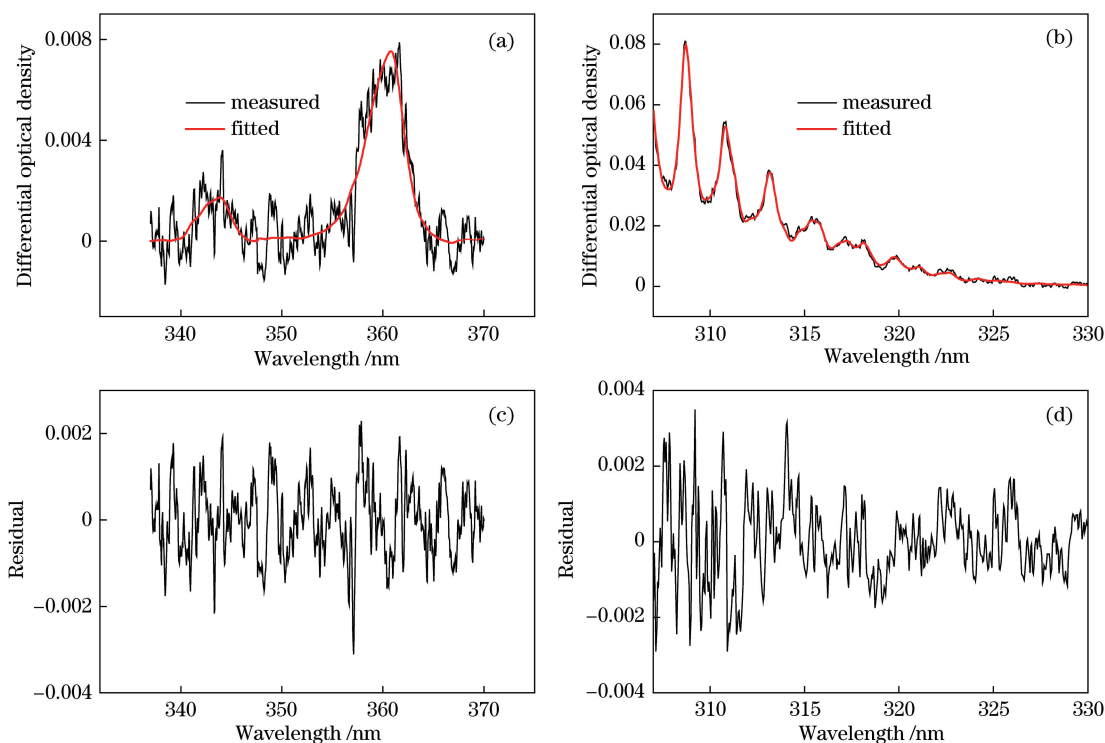 (a)
Differential optical density
0.008
0.004
0
measured
fitted
340
350
360
370
Wavelength /nm
(b)
Differential optical density
0.08
0.06
0.04
0.02
0
measured
fitted
310
315
320
325
330
Wavelength /nm
(c)
Residual
0.002
0
−0.002
−0.004
340
350
360
370
Wavelength /nm
(d)
Residual
0.004
0.002
0
−0.002
−0.004
310
315
320
325
330
Wavelength /nm